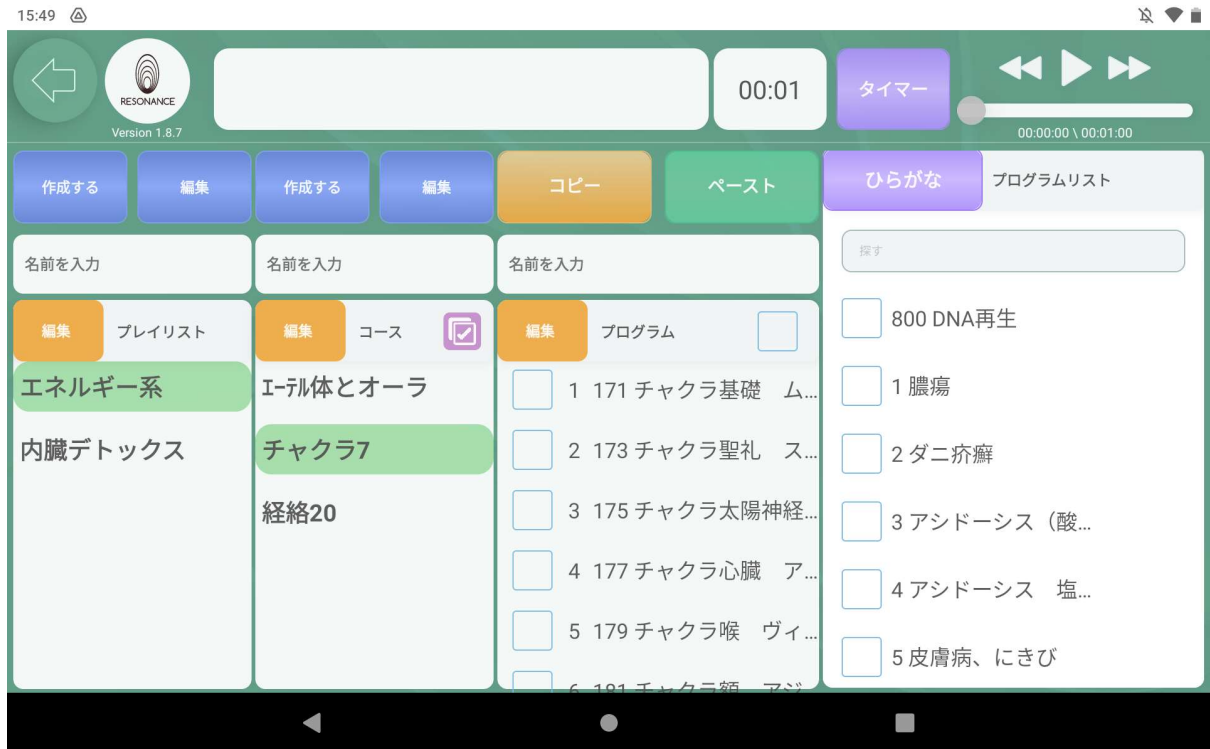 15:49
RESONANCE
Version 1.8.7
00:01
タイマー
00:00:00 \ 00:01:00
作成する
編集
作成する
編集
コピー
ペースト
ひらがな
プログラムリスト
名前を入力
名前を入力
名前を入力
探す
編集
プレイリスト
エネルギー系
内臓デトックス
編集
コース
ｴｰﾃﾙ体とオーラ
チャクラ7
経絡20
編集
プログラム
1 171 チャクラ基礎　ム...
2 173 チャクラ聖礼　ス...
3 175 チャクラ太陽神経...
4 177 チャクラ心臓　ア...
5 179 チャクラ喉　ヴィ...
6 181 チャクラ額　アジ
800 DNA再生
1 膿瘍
2 ダニ疥癬
3 アシドーシス（酸...
4 アシドーシス　塩...
5 皮膚病、にきび